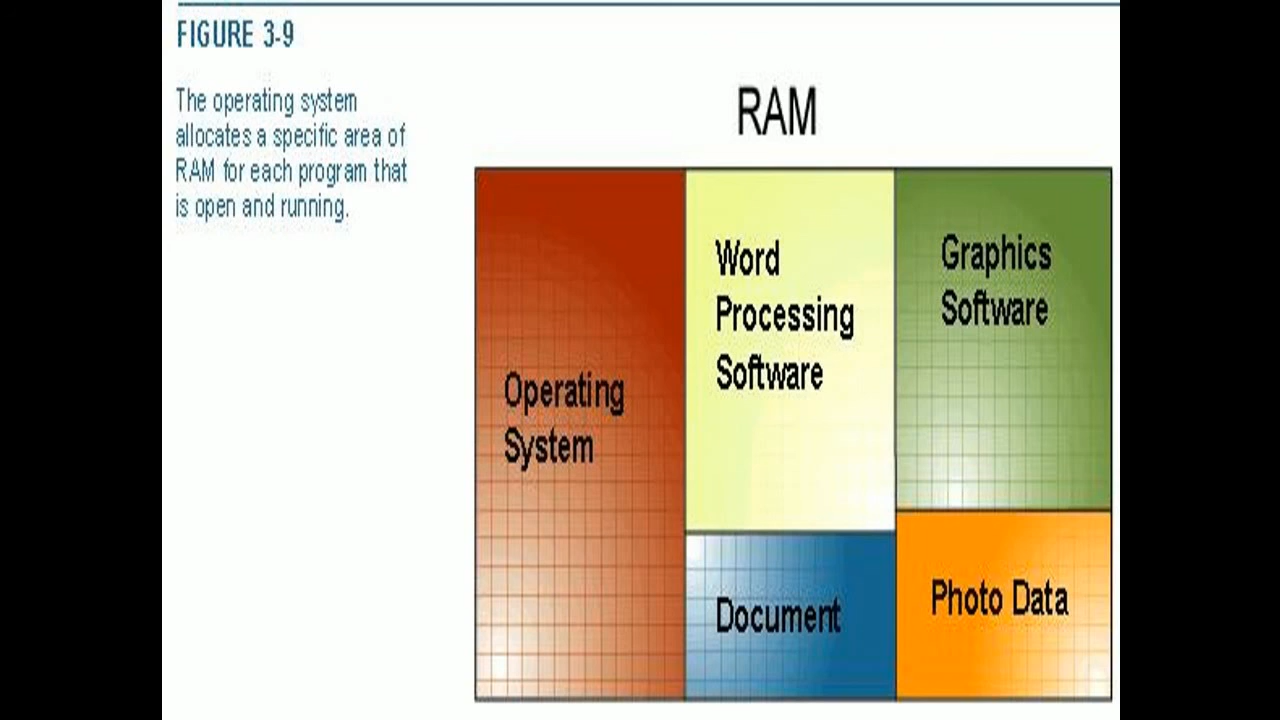 FIGURE 3-9
The operating system
allocates a specific area of
RAM for each program that
is open and running.
RAM
Operating
System
Word
Processing
Software
Document
Graphics
Software
Photo Data